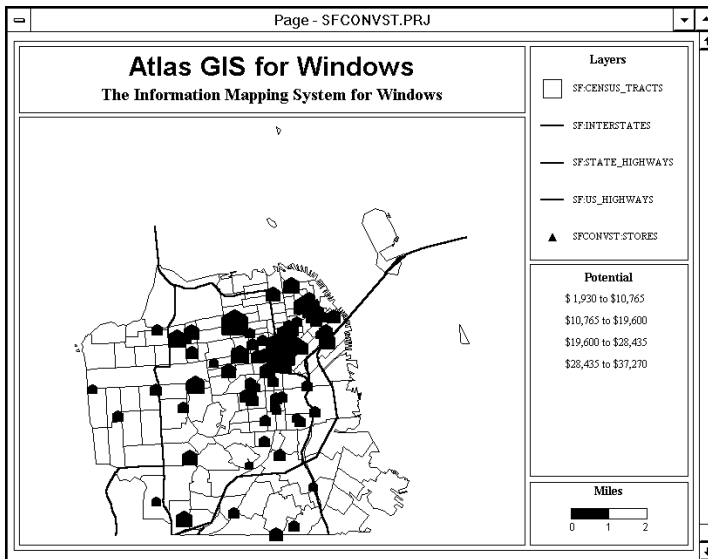 Page - SFCONVST.PRJ
Atlas GIS for Windows
The Information Mapping System for Windows
Layers
SF:CENSUS_TRACTS
SF:INTERSTATES
SF:STATE_HIGHWAYS
SF:US_HIGHWAYS
SFCONVST:STORES
Potential
$ 1,930 to $10,765
$10,765 to $19,600
$19,600 to $28,435
$28,435 to $37,270
Miles
0 1 2